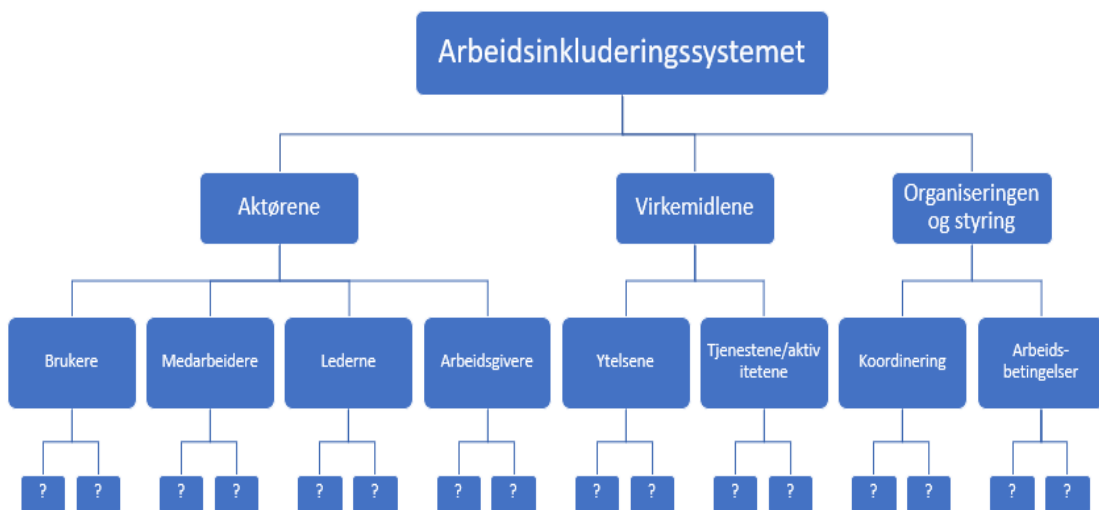 Arbeidsinkluderingssystemet
Aktørene
Virkemidlene
Organiseringen
og styring
Brukere
Medarbeidere
Lederne
Arbeidsgivere
Ytelsene
Tjenestene/aktiv
itetene
Koordinering
Arbeids-
betingelser
? ? ? ? ? ? ? ? ? ? ? ? ? ? ? ?